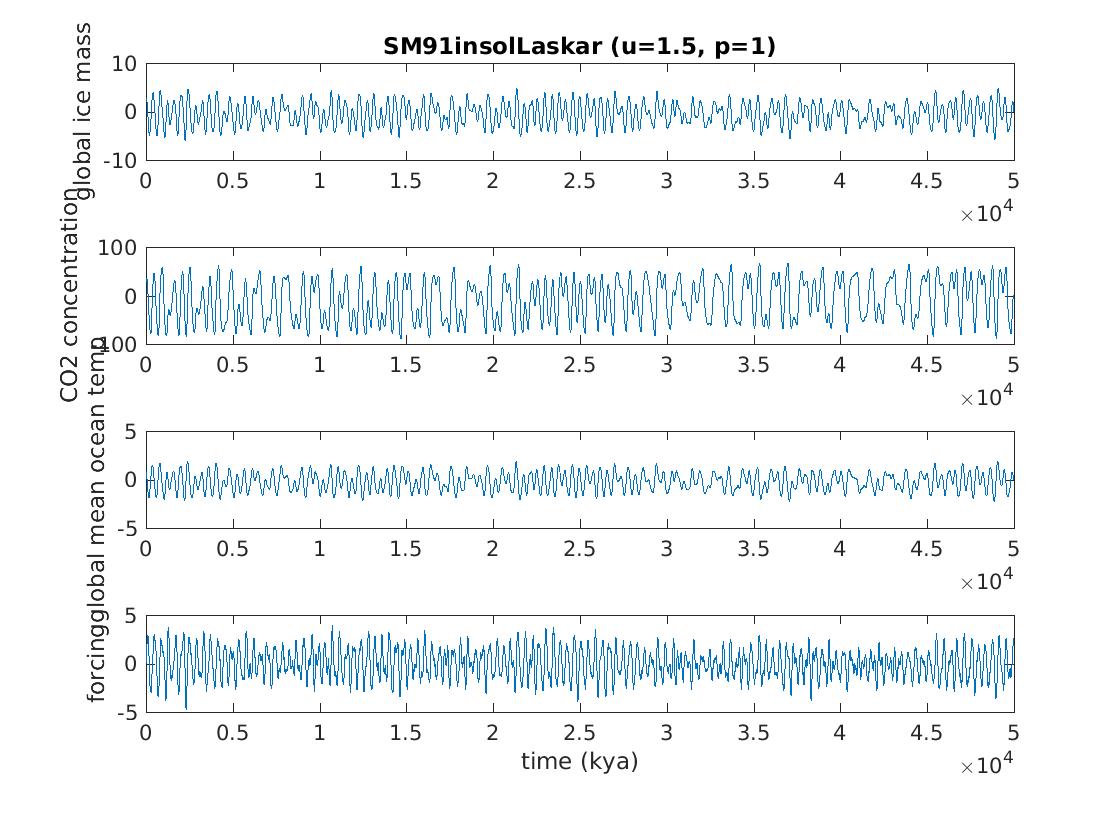 SM91insolLaskar (u=1.5, p=1)
global ice mass
10
0
-10
0 0.5 1 1.5 2 2.5 3 3.5 4 4.5 5
×10^4
CO2 concentration
100
0
-100
0 0.5 1 1.5 2 2.5 3 3.5 4 4.5 5
×10^4
global mean ocean temp
5
0
-5
0 0.5 1 1.5 2 2.5 3 3.5 4 4.5 5
×10^4
forcing
5
0
-5
0 0.5 1 1.5 2 2.5 3 3.5 4 4.5 5
time (kya)
×10^4